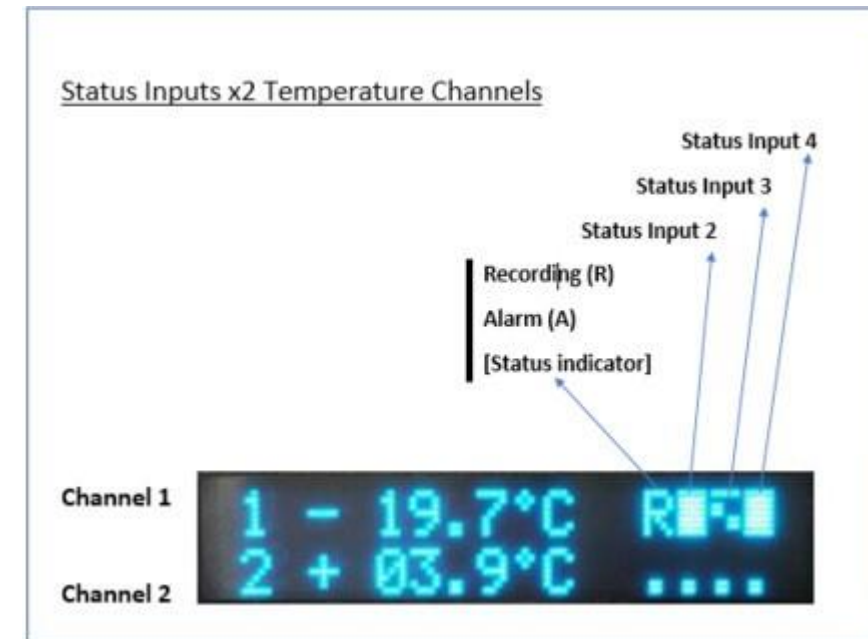 Status Inputs x2 Temperature Channels
Status Input 4
Status Input 3
Status Input 2
Recording (R)
Alarm (A)
[Status indicator]
Channel 1
1 - 19.7°C R
Channel 2
2 + 03.9°C ....